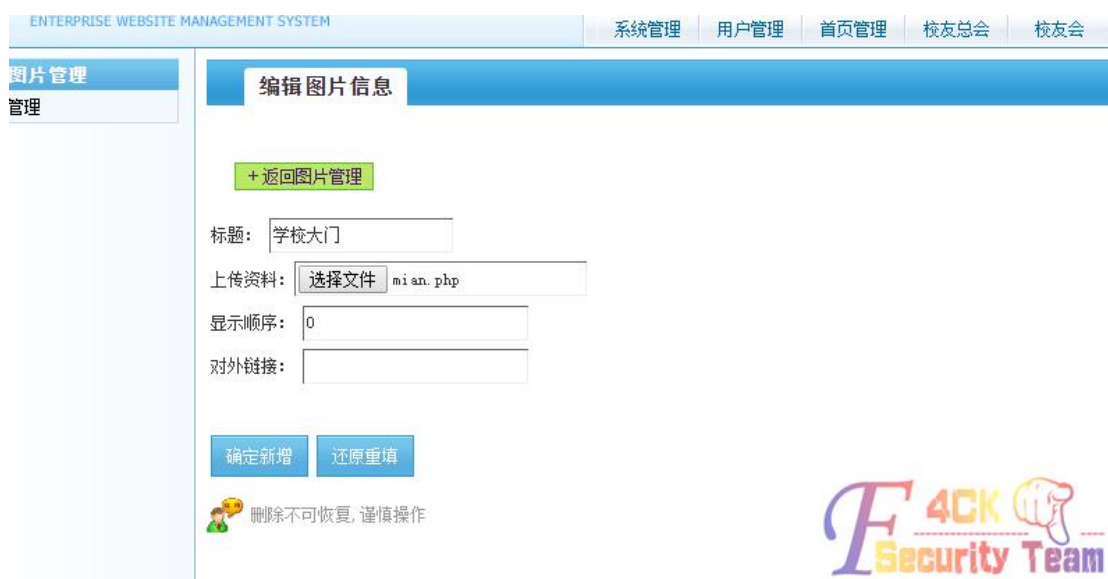 ENTERPRISE WEBSITE MANAGEMENT SYSTEM
系统管理 用户管理 首页管理 校友总会 校友会
图片管理
管理
编辑图片信息
+返回图片管理
标题： 学校大门
上传资料： 选择文件 mian.php
显示顺序： 0
对外链接：
确定新增 还原重填
删除不可恢复,谨慎操作
F4CK
Security Team